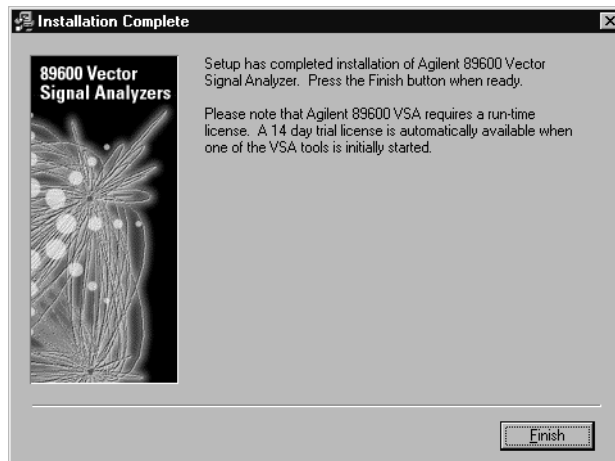 Installation Complete
89600 Vector
Signal Analyzers
Setup has completed installation of Agilent 89600 Vector
Signal Analyzer. Press the Finish button when ready.
Please note that Agilent 89600 VSA requires a run-time
license. A 14 day trial license is automatically available when
one of the VSA tools is initially started.
Finish